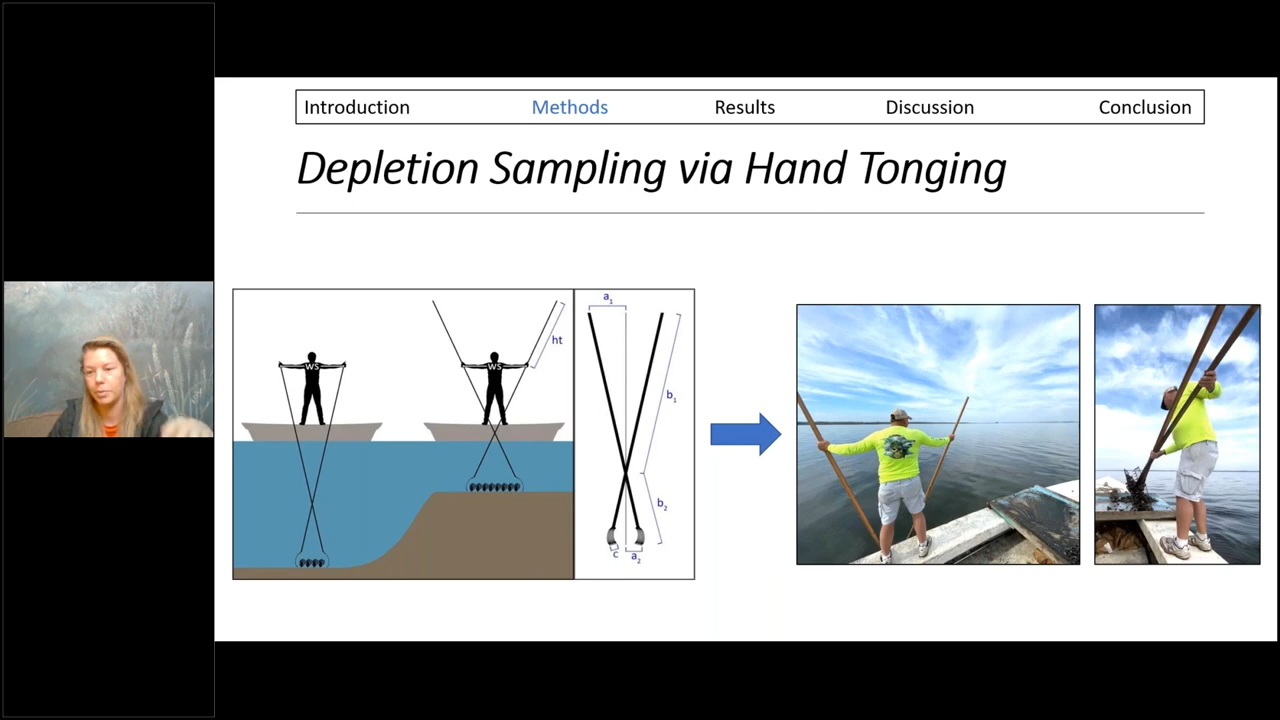 Introduction Methods Results Discussion Conclusion
Depletion Sampling via Hand Tonging
ws
ws
ht
a1
b1
b2
c
a2